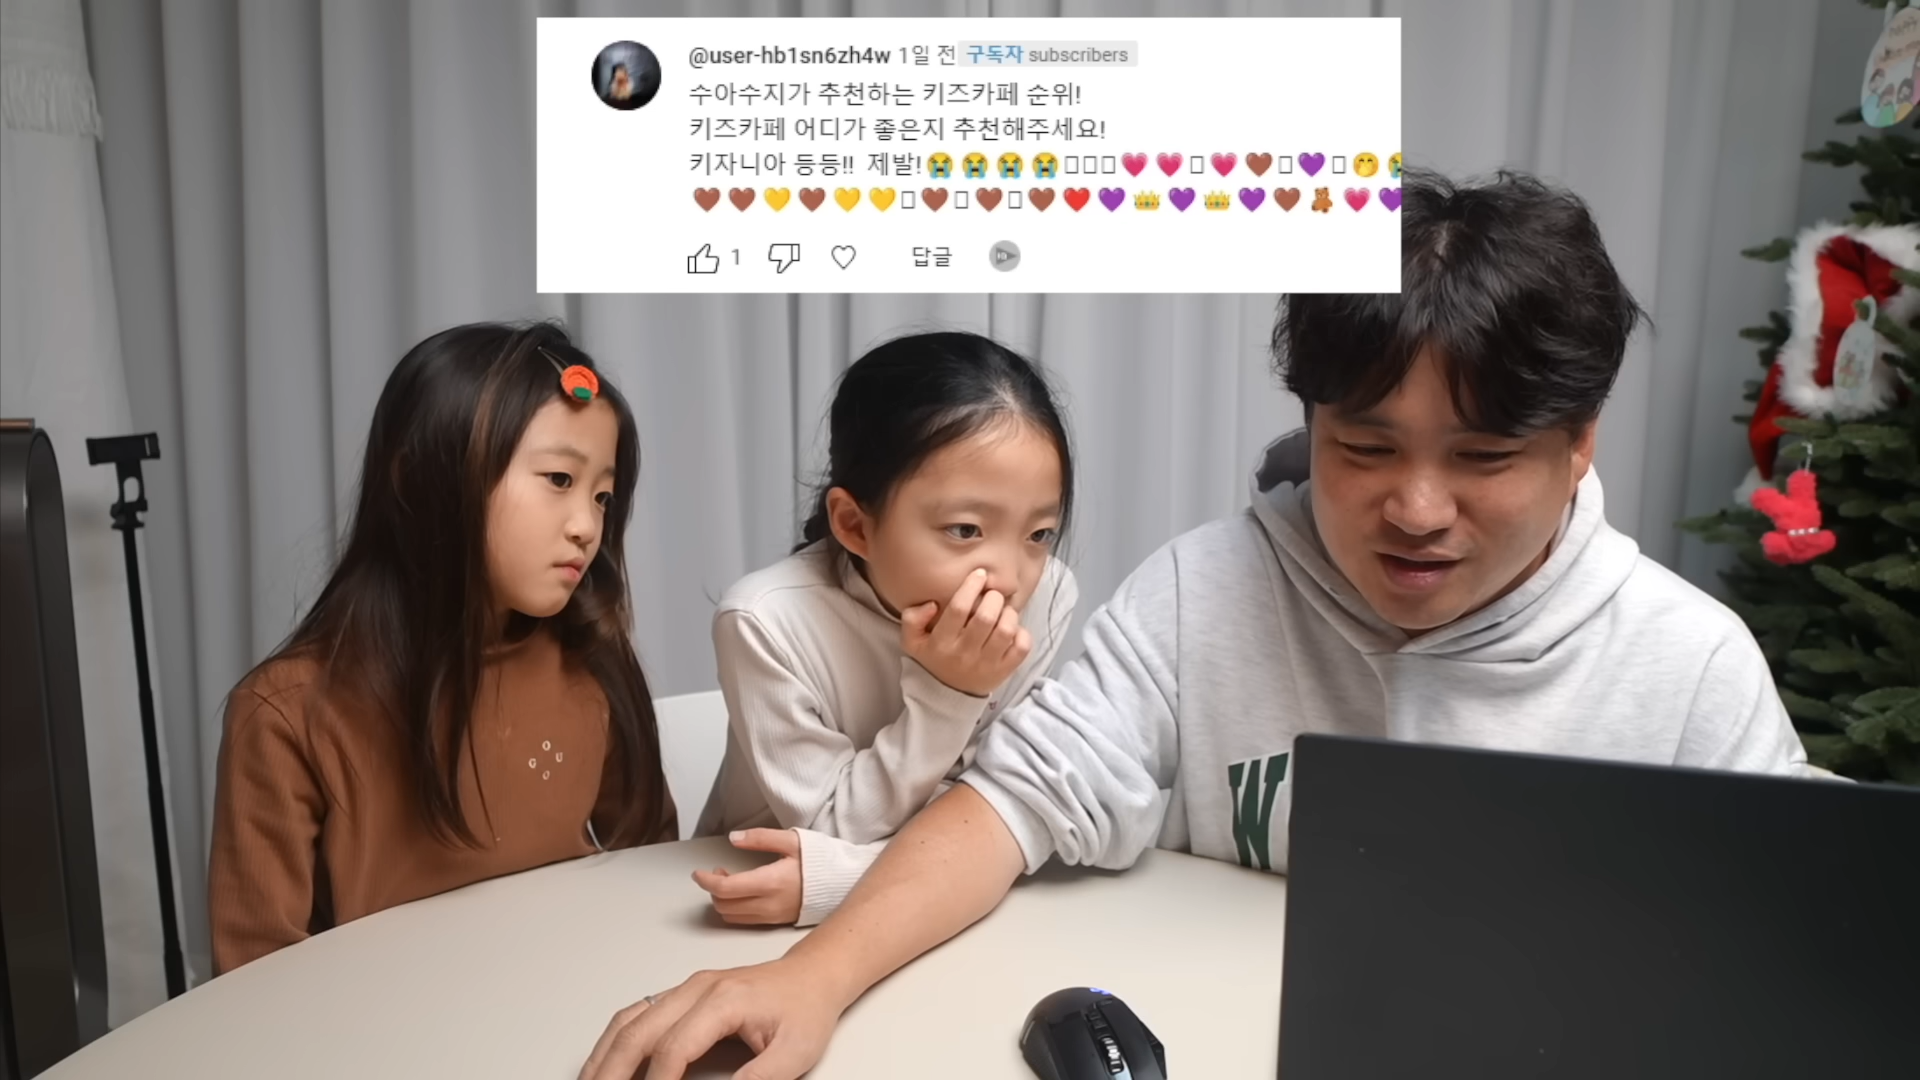 @user-hb1sn6zh4w 1일 전 구독자 subscribers
수아수지가 추천하는 키즈카페 순위!
키즈카페 어디가 좋은지 추천해주세요!
키자니아 등등!! 제발!😭😭😭😭▯▯▯💗💗▯💗🤎▯💜▯🤭😭
🤎🤎💛🤎💛💛▯🤎▯🤎▯🤎❤️💜👑💜👑💜🤎🧸💗💜
1 답글
W